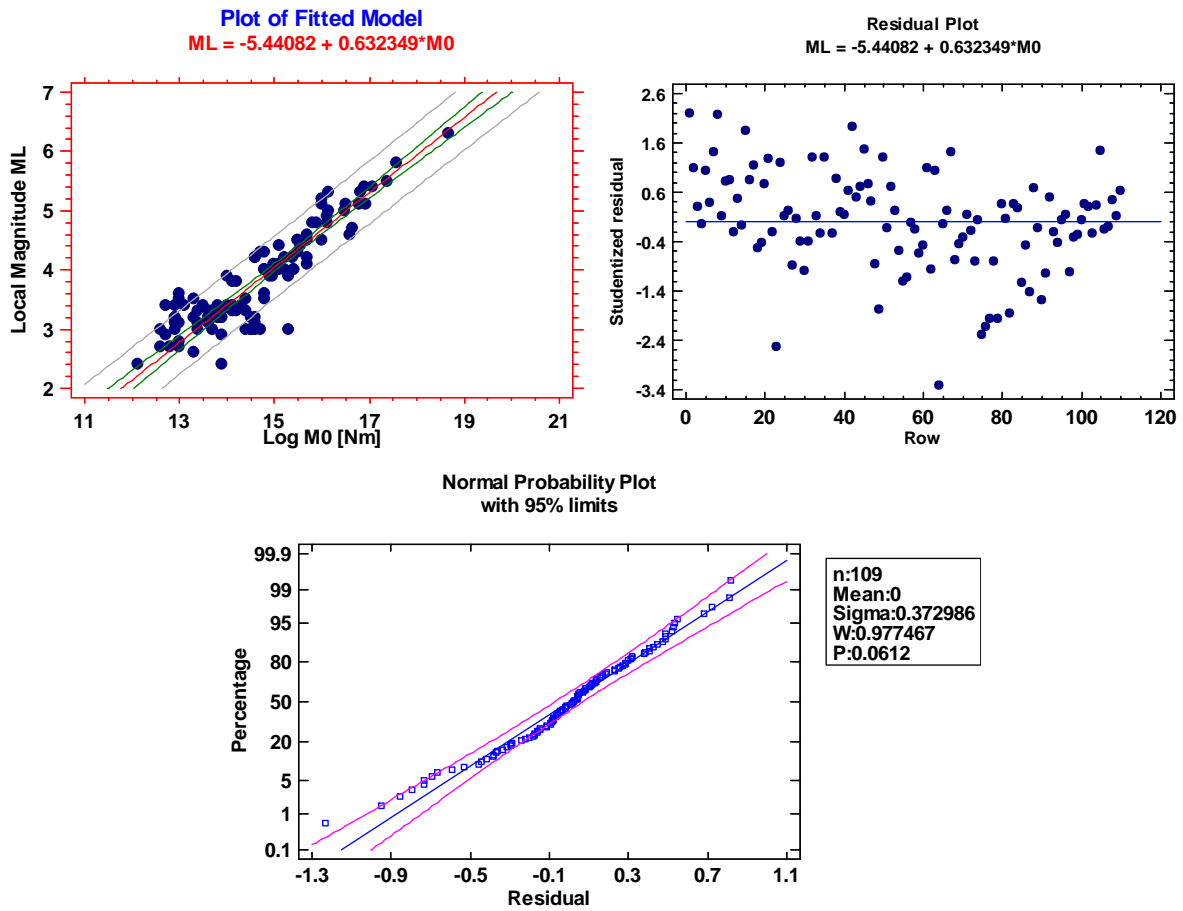 Plot of Fitted Model
ML = -5.44082 + 0.632349*M0
Local Magnitude ML
7
6
5
4
3
2
11 13 15 17 19 21
Log M0 [Nm]
Residual Plot
ML = -5.44082 + 0.632349*M0
Studentized residual
2.6
1.6
0.6
-0.4
-1.4
-2.4
-3.4
0 20 40 60 80 100 120
Row
Normal Probability Plot
with 95% limits
Percentage
99.9
99
95
80
50
20
5
1
0.1
-1.3 -0.9 -0.5 -0.1 0.3 0.7 1.1
Residual
n:109
Mean:0
Sigma:0.372986
W:0.977467
P:0.0612